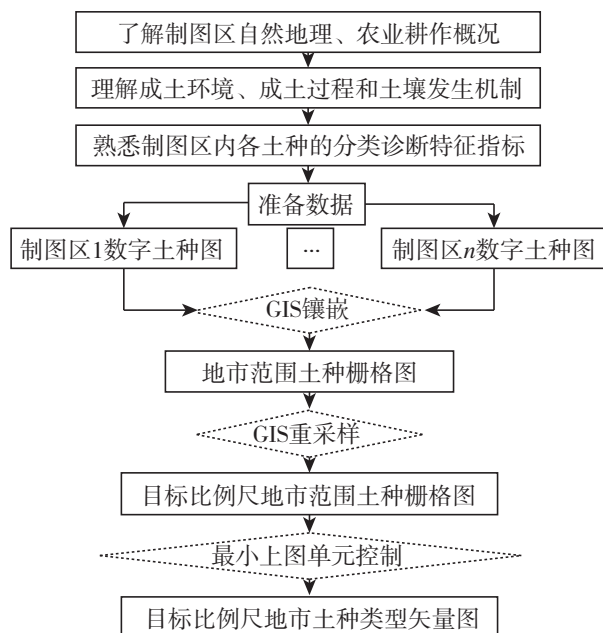 了解制图区自然地理、农业耕作概况
理解成土环境、成土过程和土壤发生机制
熟悉制图区内各土种的分类诊断特征指标
准备数据
制图区1数字土种图
...
制图区n数字土种图
GIS镶嵌
地市范围土种栅格图
GIS重采样
目标比例尺地市范围土种栅格图
最小上图单元控制
目标比例尺地市土种类型矢量图